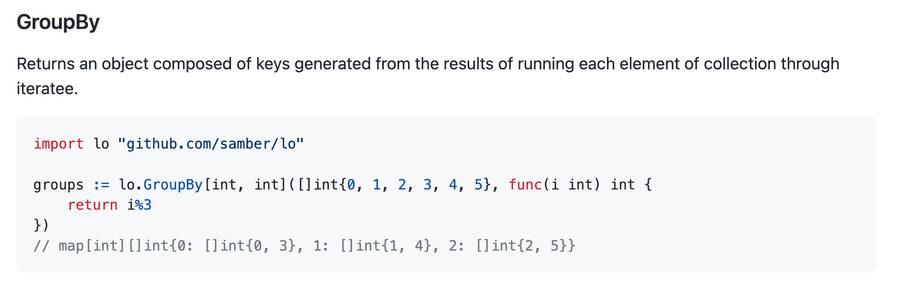 GroupBy
Returns an object composed of keys generated from the results of running each element of collection through
iteratee.
import lo "github.com/samber/lo"
groups := lo.GroupBy[int, int]([]int{0, 1, 2, 3, 4, 5}, func(i int) int {
    return i%3
})
// map[int][]int{0: []int{0, 3}, 1: []int{1, 4}, 2: []int{2, 5}}